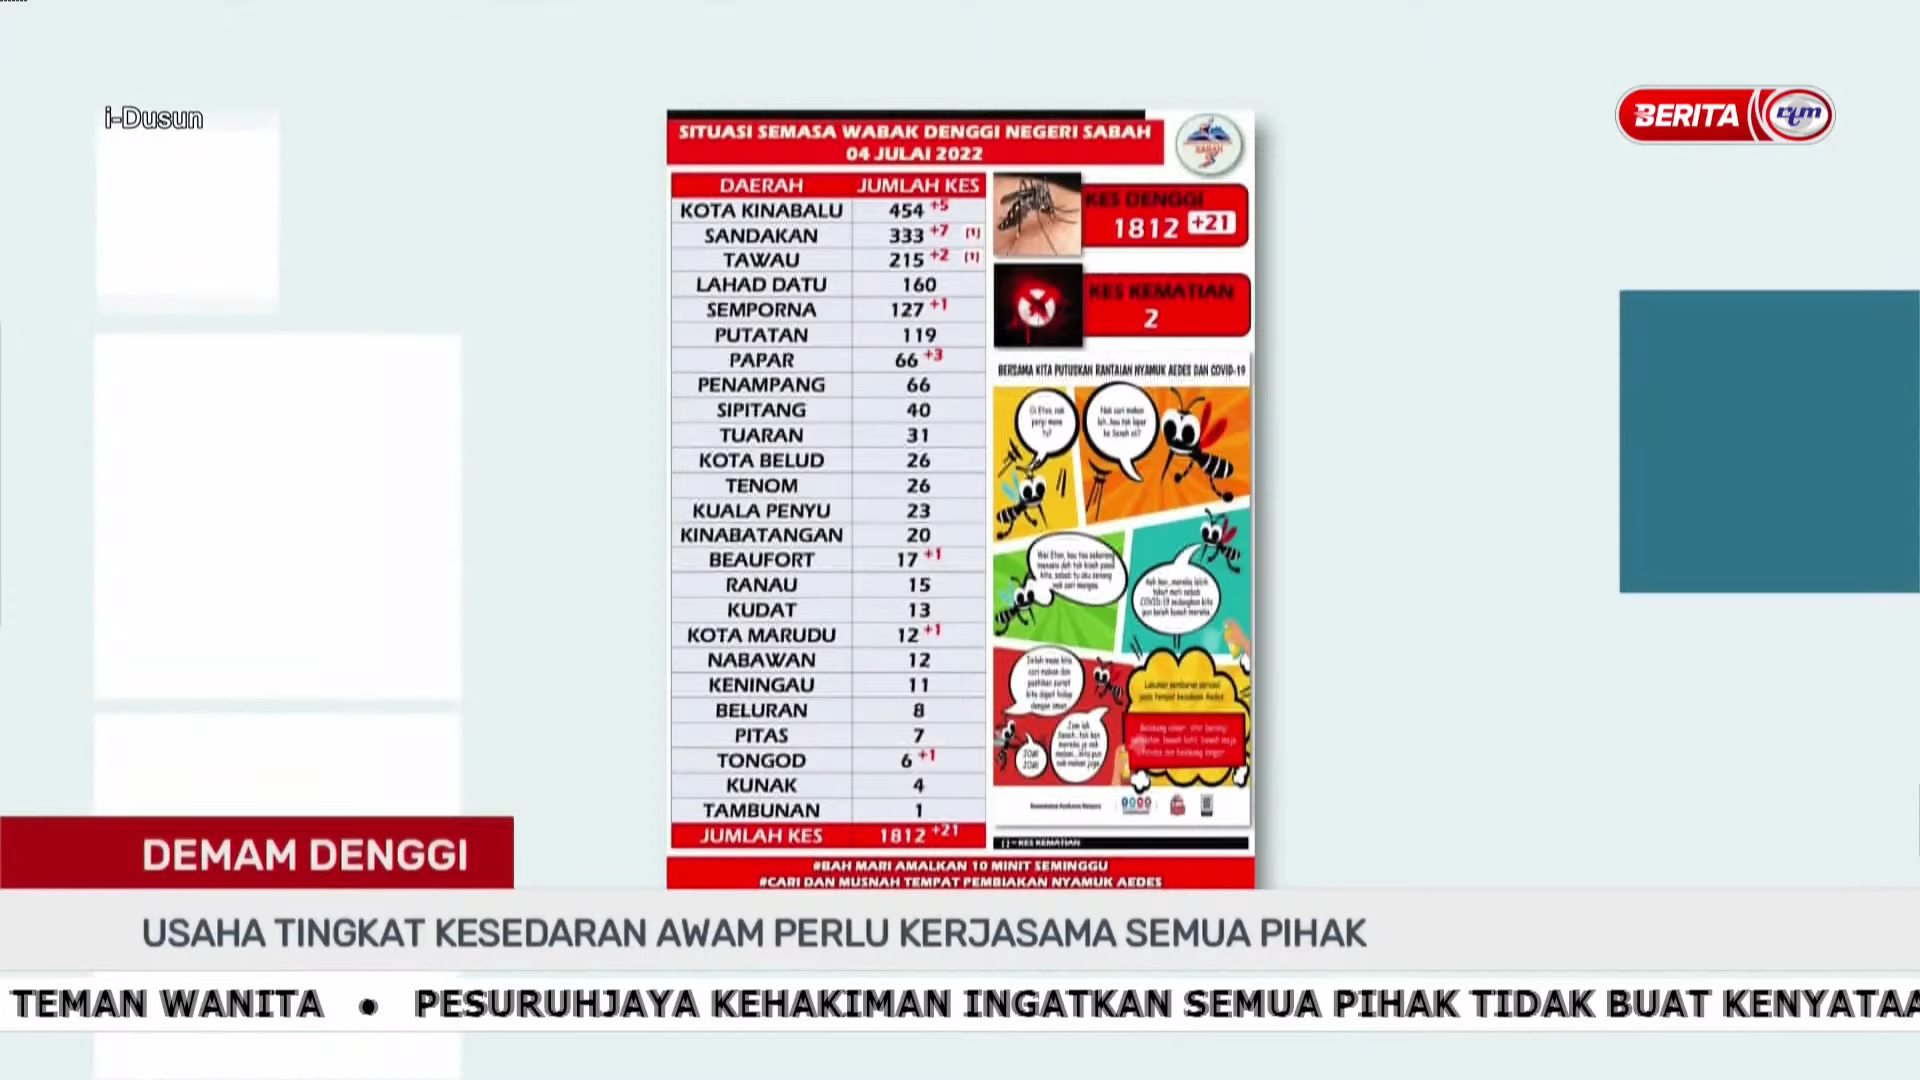 i-Dusun
BERITA rtm
SITUASI SEMASA WABAK DENGGI NEGERI SABAH
04 JULAI 2022
SABAH
DAERAH JUMLAH KES
KOTA KINABALU 454 +5
SANDAKAN 333 +7 [1]
TAWAU 215 +2 [1]
LAHAD DATU 160
SEMPORNA 127 +1
PUTATAN 119
PAPAR 66 +3
PENAMPANG 66
SIPITANG 40
TUARAN 31
KOTA BELUD 26
TENOM 26
KUALA PENYU 23
KINABATANGAN 20
BEAUFORT 17 +1
RANAU 15
KUDAT 13
KOTA MARUDU 12 +1
NABAWAN 12
KENINGAU 11
BELURAN 8
PITAS 7
TONGOD 6 +1
KUNAK 4
TAMBUNAN 1
JUMLAH KES 1812 +21
KES DENGGI
1812 +21
KES KEMATIAN
2
BERSAMA KITA PUTUSKAN RANTAIAN NYAMUK AEDES DAN COVID-19
[ ] = KES KEMATIAN
#BAH MARI AMALKAN 10 MINIT SEMINGGU
#CARI DAN MUSNAH TEMPAT PEMBIAKAN NYAMUK AEDES
DEMAM DENGGI
USAHA TINGKAT KESEDARAN AWAM PERLU KERJASAMA SEMUA PIHAK
TEMAN WANITA • PESURUHJAYA KEHAKIMAN INGATKAN SEMUA PIHAK TIDAK BUAT KENYATAA